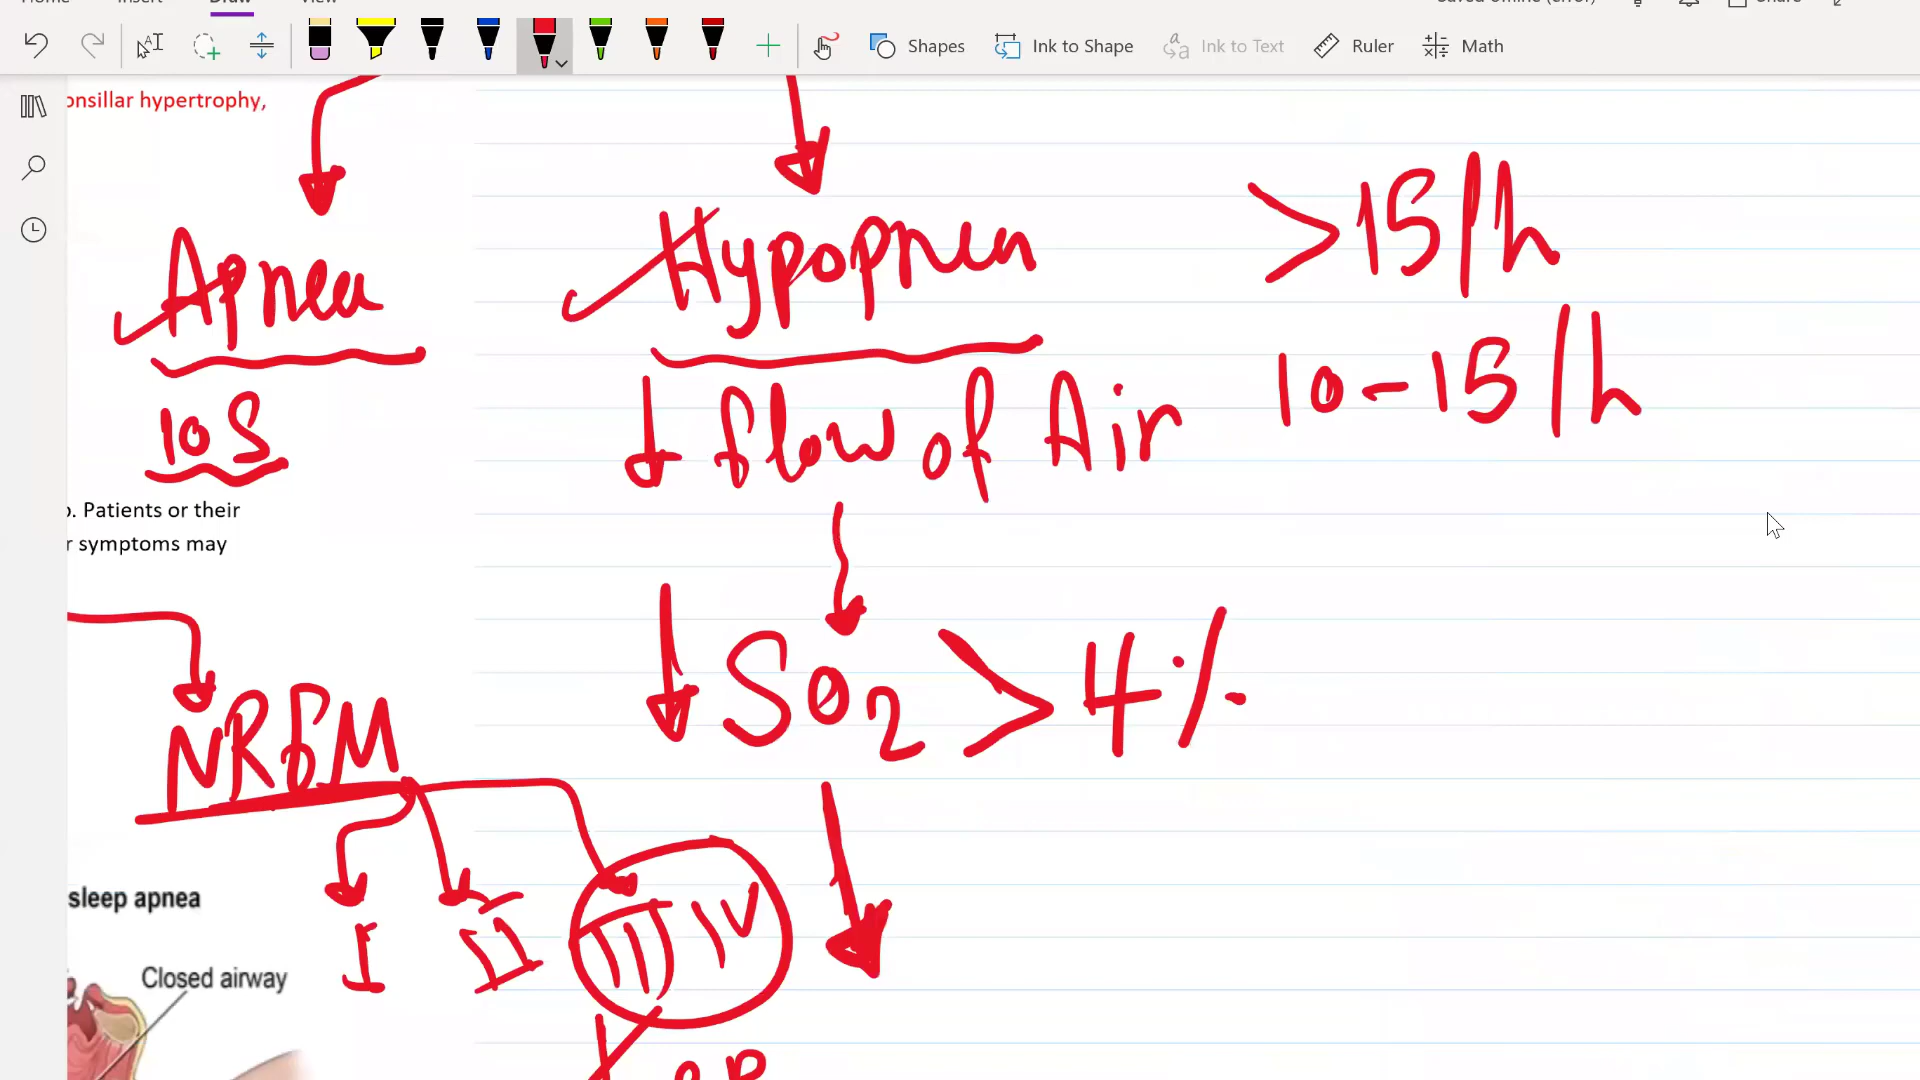 Shapes
Ink to Shape
Ink to Text
Ruler
Math
onsillar hypertrophy,
Apnea
10 S
Hypopnea
↓ flow of Air
↓ SO2 > 4%
>15/h
10-15/h
. Patients or their
r symptoms may
NREM
I
II
III IV
sleep apnea
Closed airway